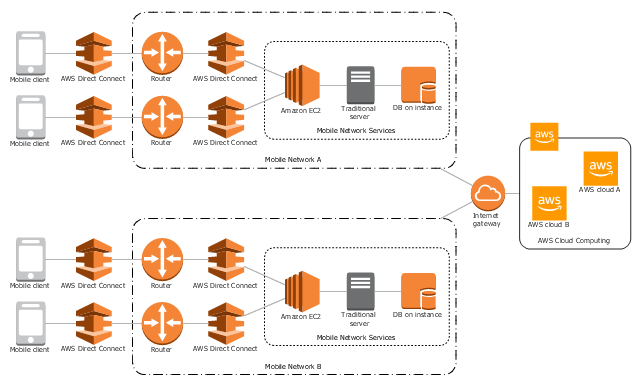 Mobile client
AWS Direct Connect
Router
AWS Direct Connect
Mobile client
AWS Direct Connect
Router
AWS Direct Connect
Amazon EC2
Traditional
server
DB on instance
Mobile Network Services
Mobile Network A
Internet
gateway
aws
aws
AWS cloud A
aws
AWS cloud B
AWS Cloud Computing
Mobile client
AWS Direct Connect
Router
AWS Direct Connect
Mobile client
AWS Direct Connect
Router
AWS Direct Connect
Amazon EC2
Traditional
server
DB on instance
Mobile Network Services
Mobile Network B